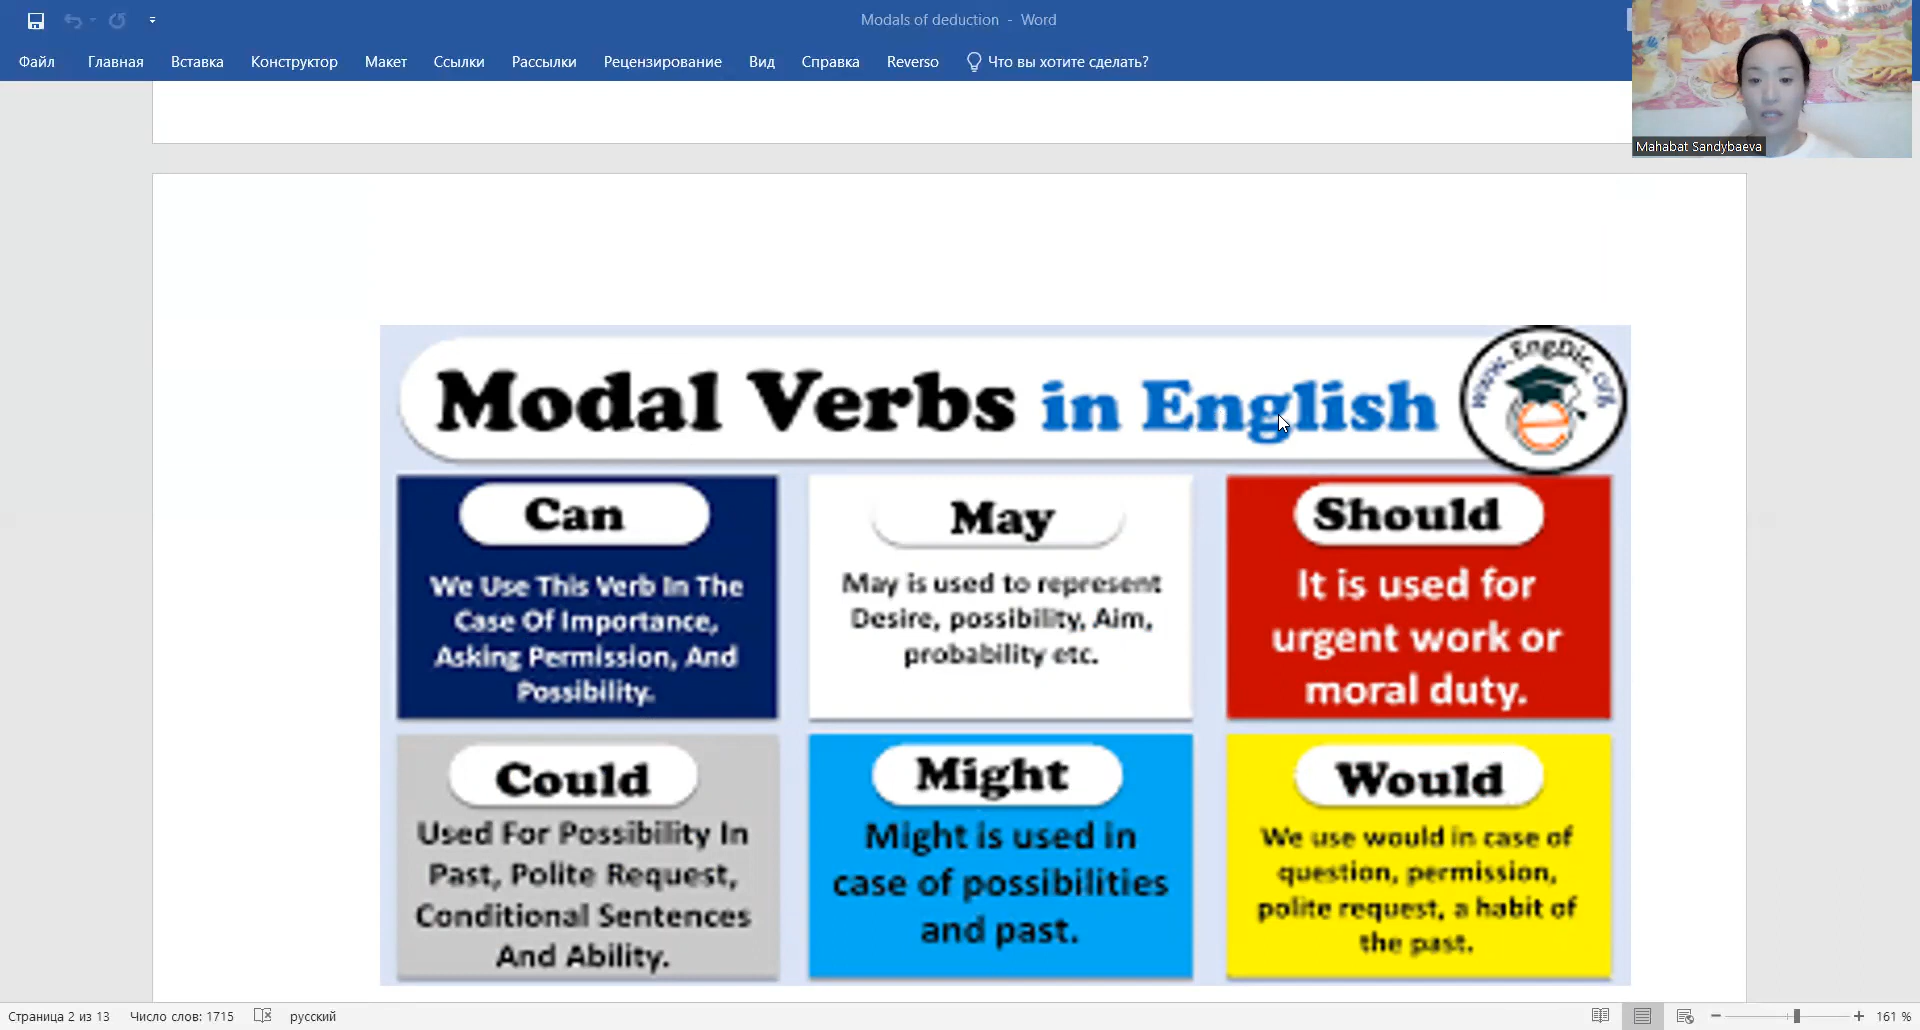 Modals of deduction - Word
Файл Главная Вставка Конструктор Макет Ссылки Рассылки Рецензирование Вид Справка Reverso Что вы хотите сделать?
Mahabat Sandybaeva
Modal Verbs in English
www.EngDic.org
Can
We Use This Verb In The
Case Of Importance,
Asking Permission, And
Possibility.
May
May is used to represent
Desire, possibility, Aim,
probability etc.
Should
It is used for
urgent work or
moral duty.
Could
Used For Possibility In
Past, Polite Request,
Conditional Sentences
And Ability.
Might
Might is used in
case of possibilities
and past.
Would
We use would in case of
question, permission,
polite request, a habit of
the past.
Страница 2 из 13 Число слов: 1715 русский 161 %